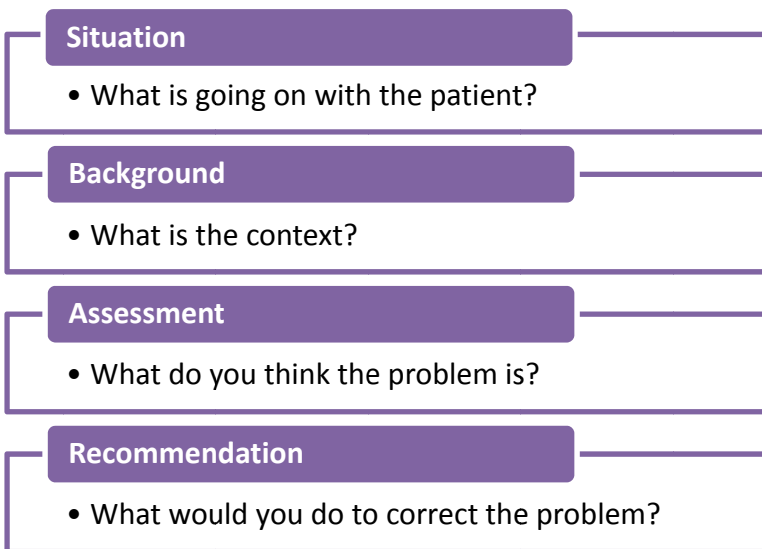 Situation
• What is going on with the patient?
Background
• What is the context?
Assessment
• What do you think the problem is?
Recommendation
• What would you do to correct the problem?